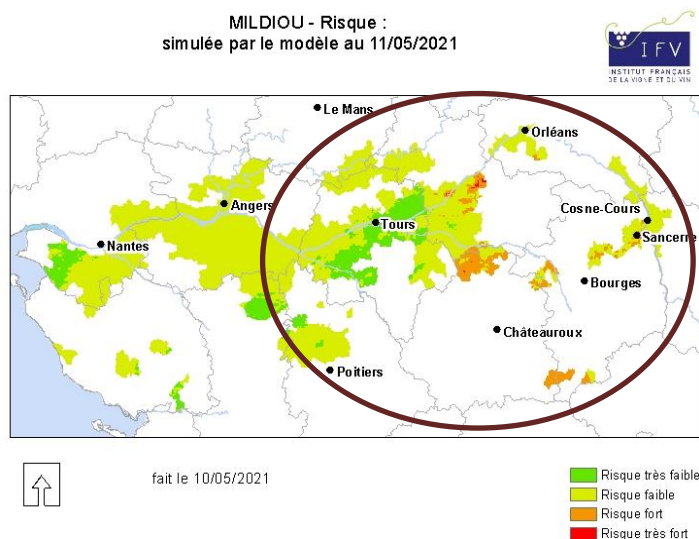 MILDIOU - Risque :
simulée par le modèle au 11/05/2021
IFV
INSTITUT FRANÇAIS
DE LA VIGNE ET DU VIN
Le Mans
Orléans
Angers
Tours
Cosne-Cours
Sancerre
Nantes
Bourges
Châteauroux
Poitiers
fait le 10/05/2021
Risque très faible
Risque faible
Risque fort
Risque très fort